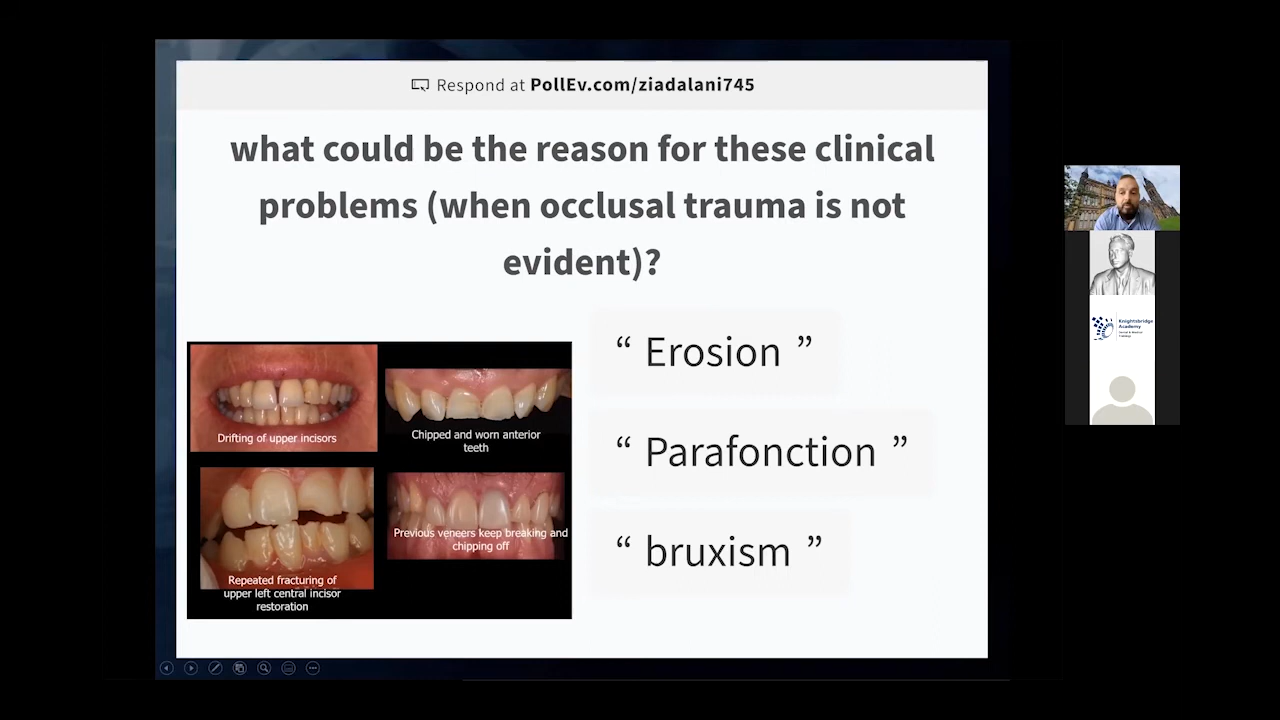 Respond at PollEv.com/ziadalani745
what could be the reason for these clinical
problems (when occlusal trauma is not
evident)?
Drifting of upper incisors
Chipped and worn anterior
teeth
Repeated fracturing of
upper left central incisor
restoration
Previous veneers keep breaking and
chipping off
“ Erosion ”
“ Parafonction ”
“ bruxism ”
Knightsbridge
Academy